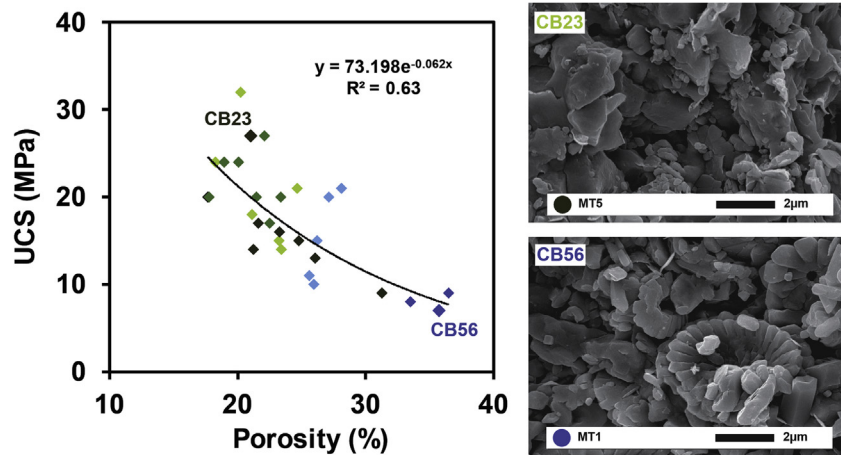 40
30
20
10
0
UCS (MPa)
y = 73.198e^-0.062x
R² = 0.63
CB23
CB56
10
20
30
40
Porosity (%)
CB23
MT5
2µm
CB56
MT1
2µm